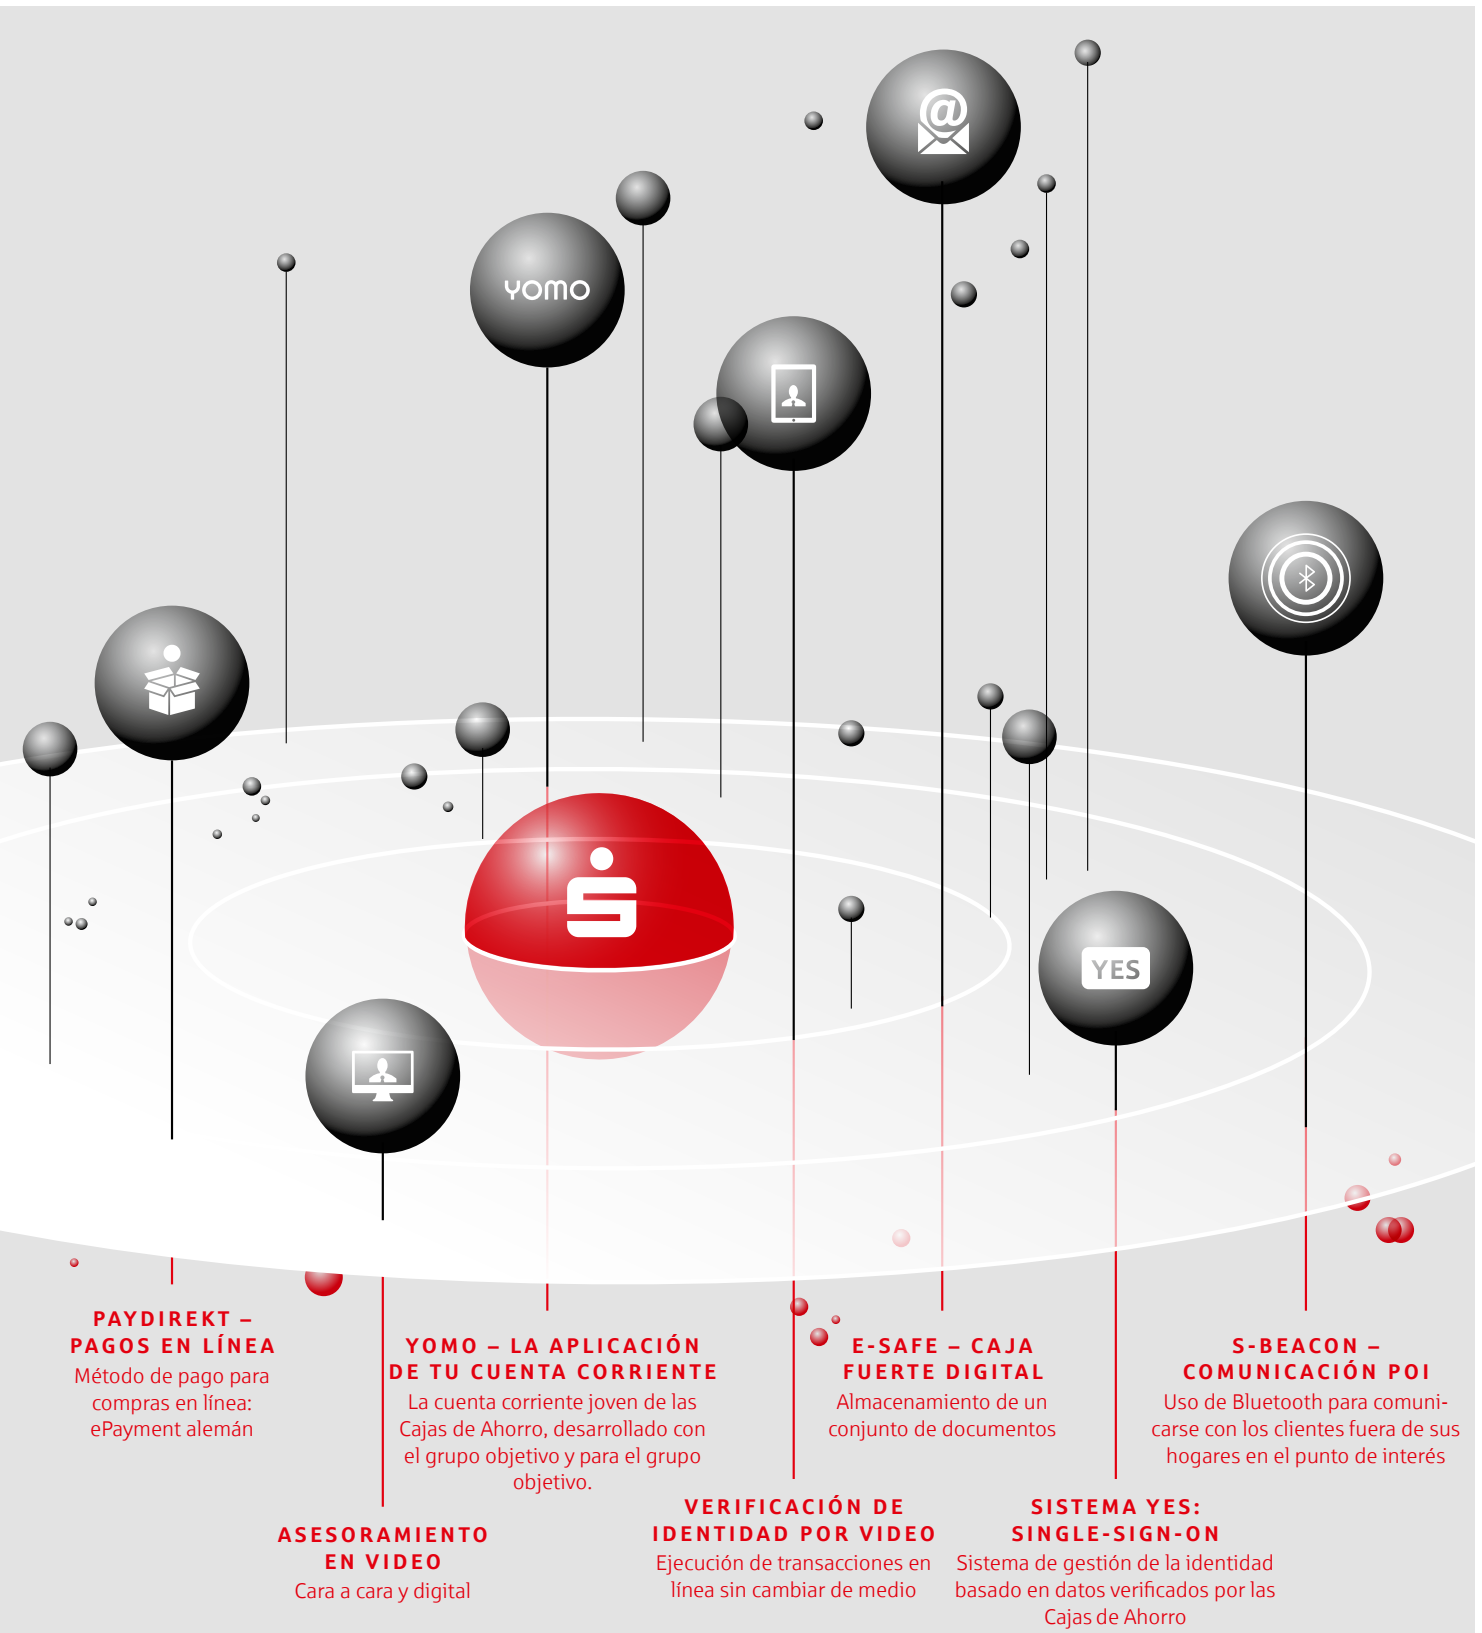 @
YOMO
YES
PAYDIREKT –
PAGOS EN LÍNEA
Método de pago para
compras en línea:
ePayment alemán
ASESORAMIENTO
EN VIDEO
Cara a cara y digital
YOMO – LA APLICACIÓN
DE TU CUENTA CORRIENTE
La cuenta corriente joven de las
Cajas de Ahorro, desarrollado con
el grupo objetivo y para el grupo
objetivo.
VERIFICACIÓN DE
IDENTIDAD POR VIDEO
Ejecución de transacciones en
línea sin cambiar de medio
E-SAFE – CAJA
FUERTE DIGITAL
Almacenamiento de un
conjunto de documentos
SISTEMA YES:
SINGLE-SIGN-ON
Sistema de gestión de la identidad
basado en datos verificados por las
Cajas de Ahorro
S-BEACON –
COMUNICACIÓN POI
Uso de Bluetooth para comuni-
carse con los clientes fuera de sus
hogares en el punto de interés